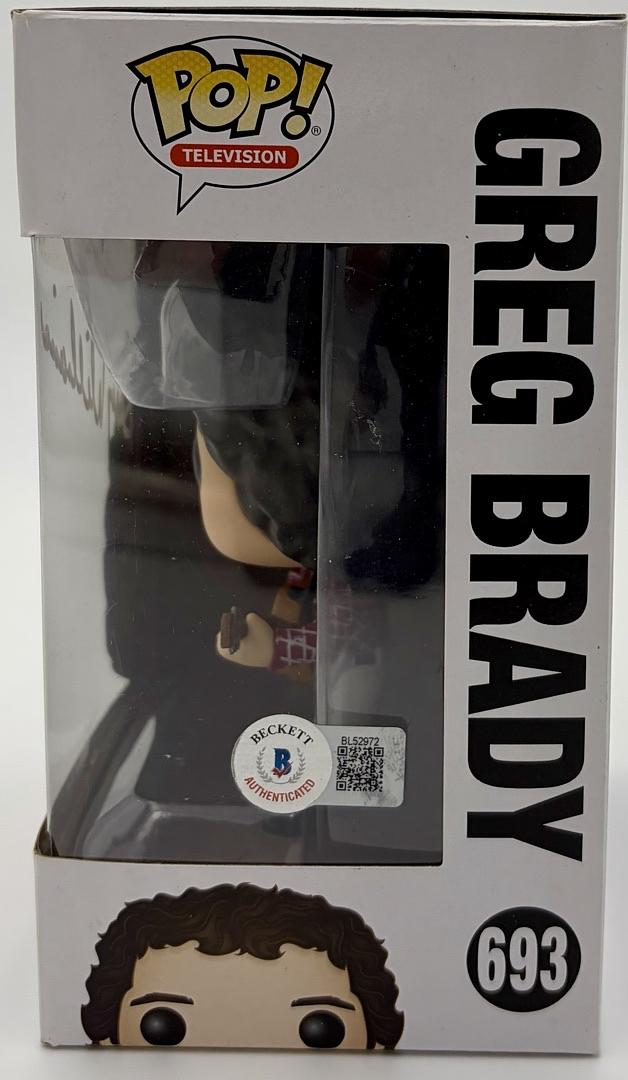 POP!®
TELEVISION
GREG BRADY
BECKETT
B
AUTHENTICATED
BL52972
693